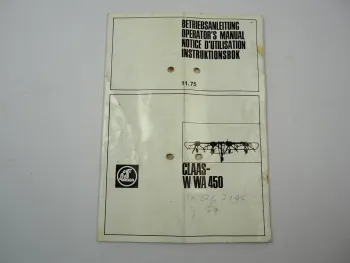 BETRIEBSANLEITUNG
OPERATOR'S MANUAL
NOTICE D'UTILISATION
INSTRUKTIONSBOK
11.75
CLAAS-
W WA 450